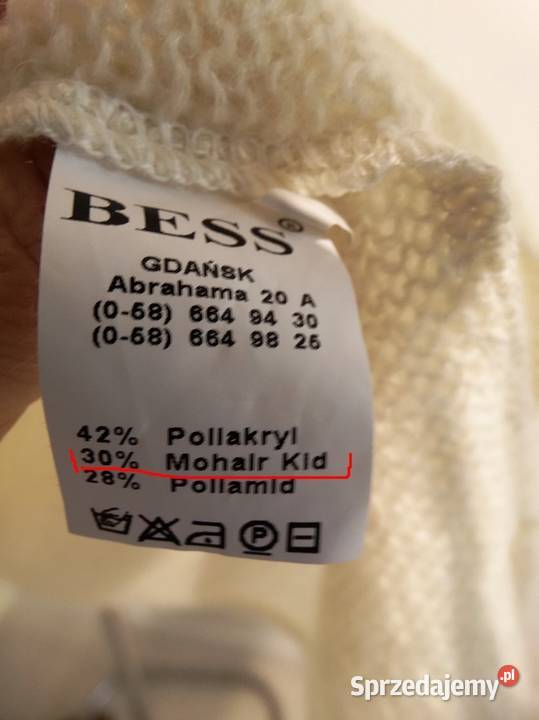 BESS®
GDAŃSK
Abrahama 20 A
(0-58) 664 94 30
(0-58) 664 98 25
42% Poliakryl
30% Mohair Kid
28% Poliamid
P
Sprzedajemy.pl